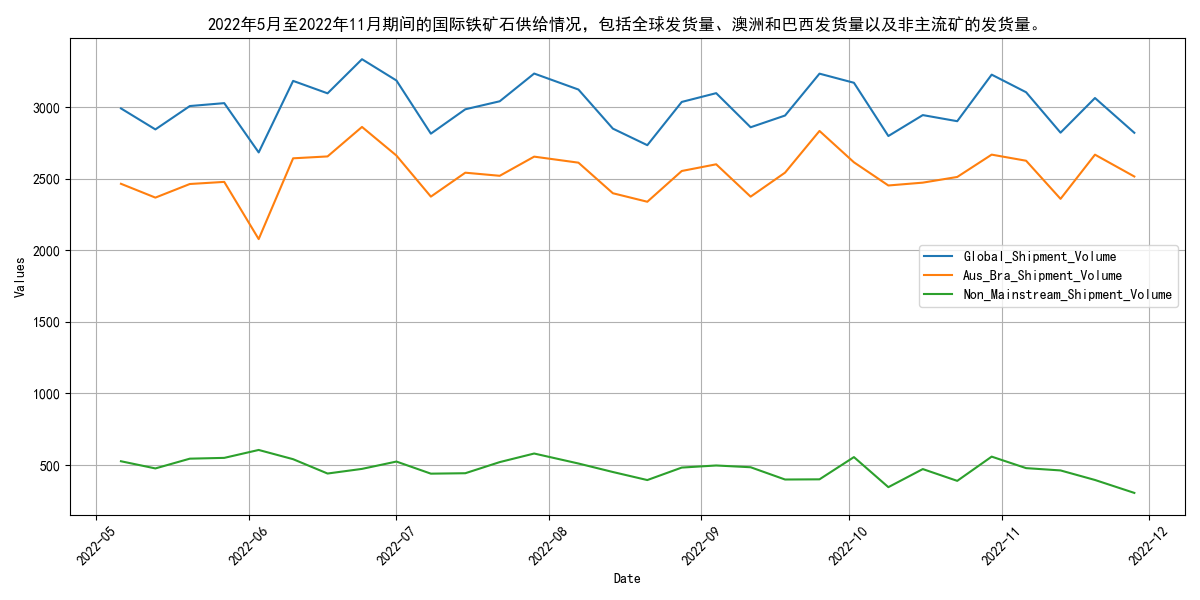 2022年5月至2022年11月期间的国际铁矿石供给情况，包括全球发货量、澳洲和巴西发货量以及非主流矿的发货量。
3000
2500
2000
1500
1000
500
Values
Global_Shipment_Volume
Aus_Bra_Shipment_Volume
Non_Mainstream_Shipment_Volume
2022-05
2022-06
2022-07
2022-08
2022-09
2022-10
2022-11
2022-12
Date